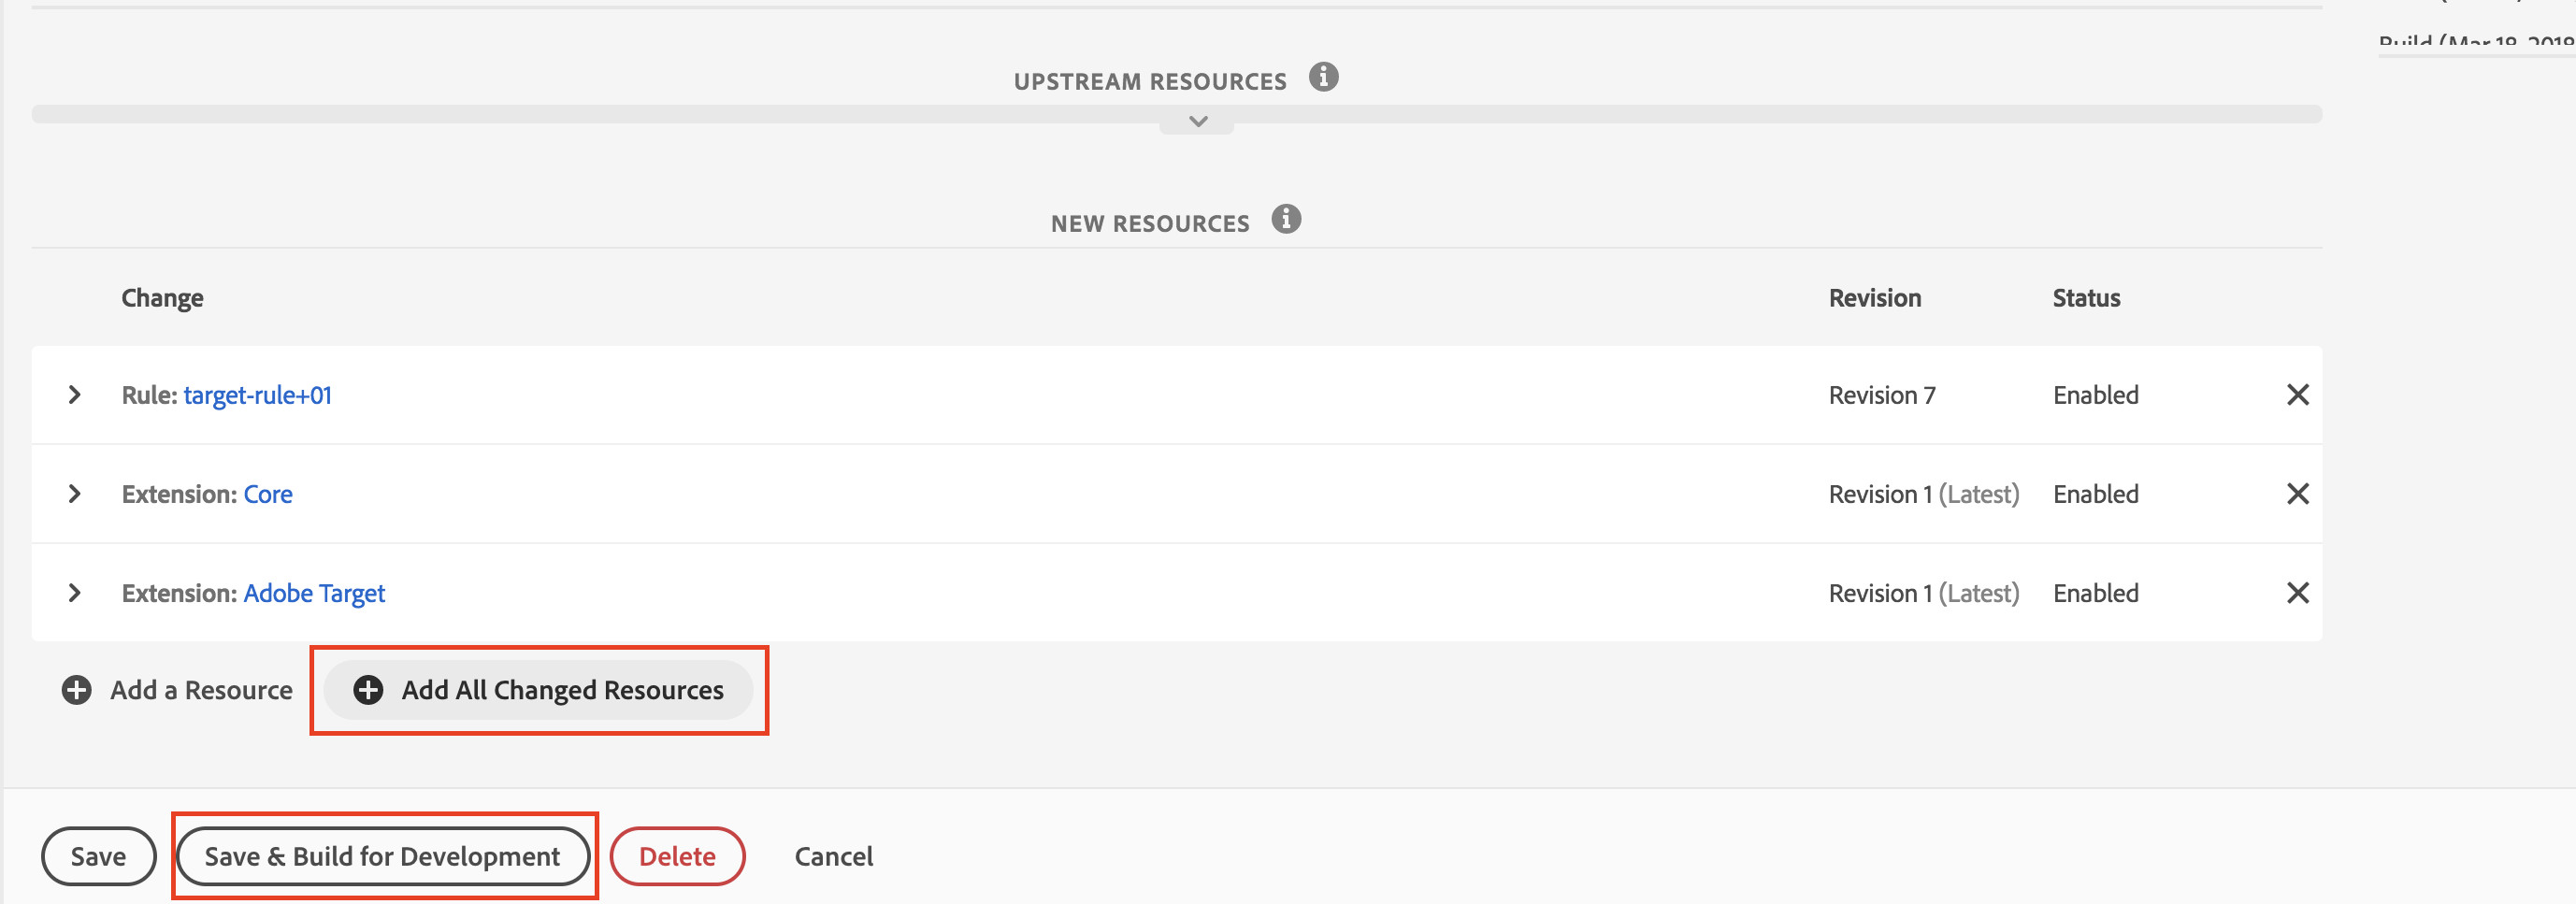 Build (Mar 18, 2018
UPSTREAM RESOURCES
NEW RESOURCES
Change Revision Status
Rule: target-rule+01 Revision 7 Enabled
Extension: Core Revision 1 (Latest) Enabled
Extension: Adobe Target Revision 1 (Latest) Enabled
Add a Resource Add All Changed Resources
Save Save & Build for Development Delete Cancel